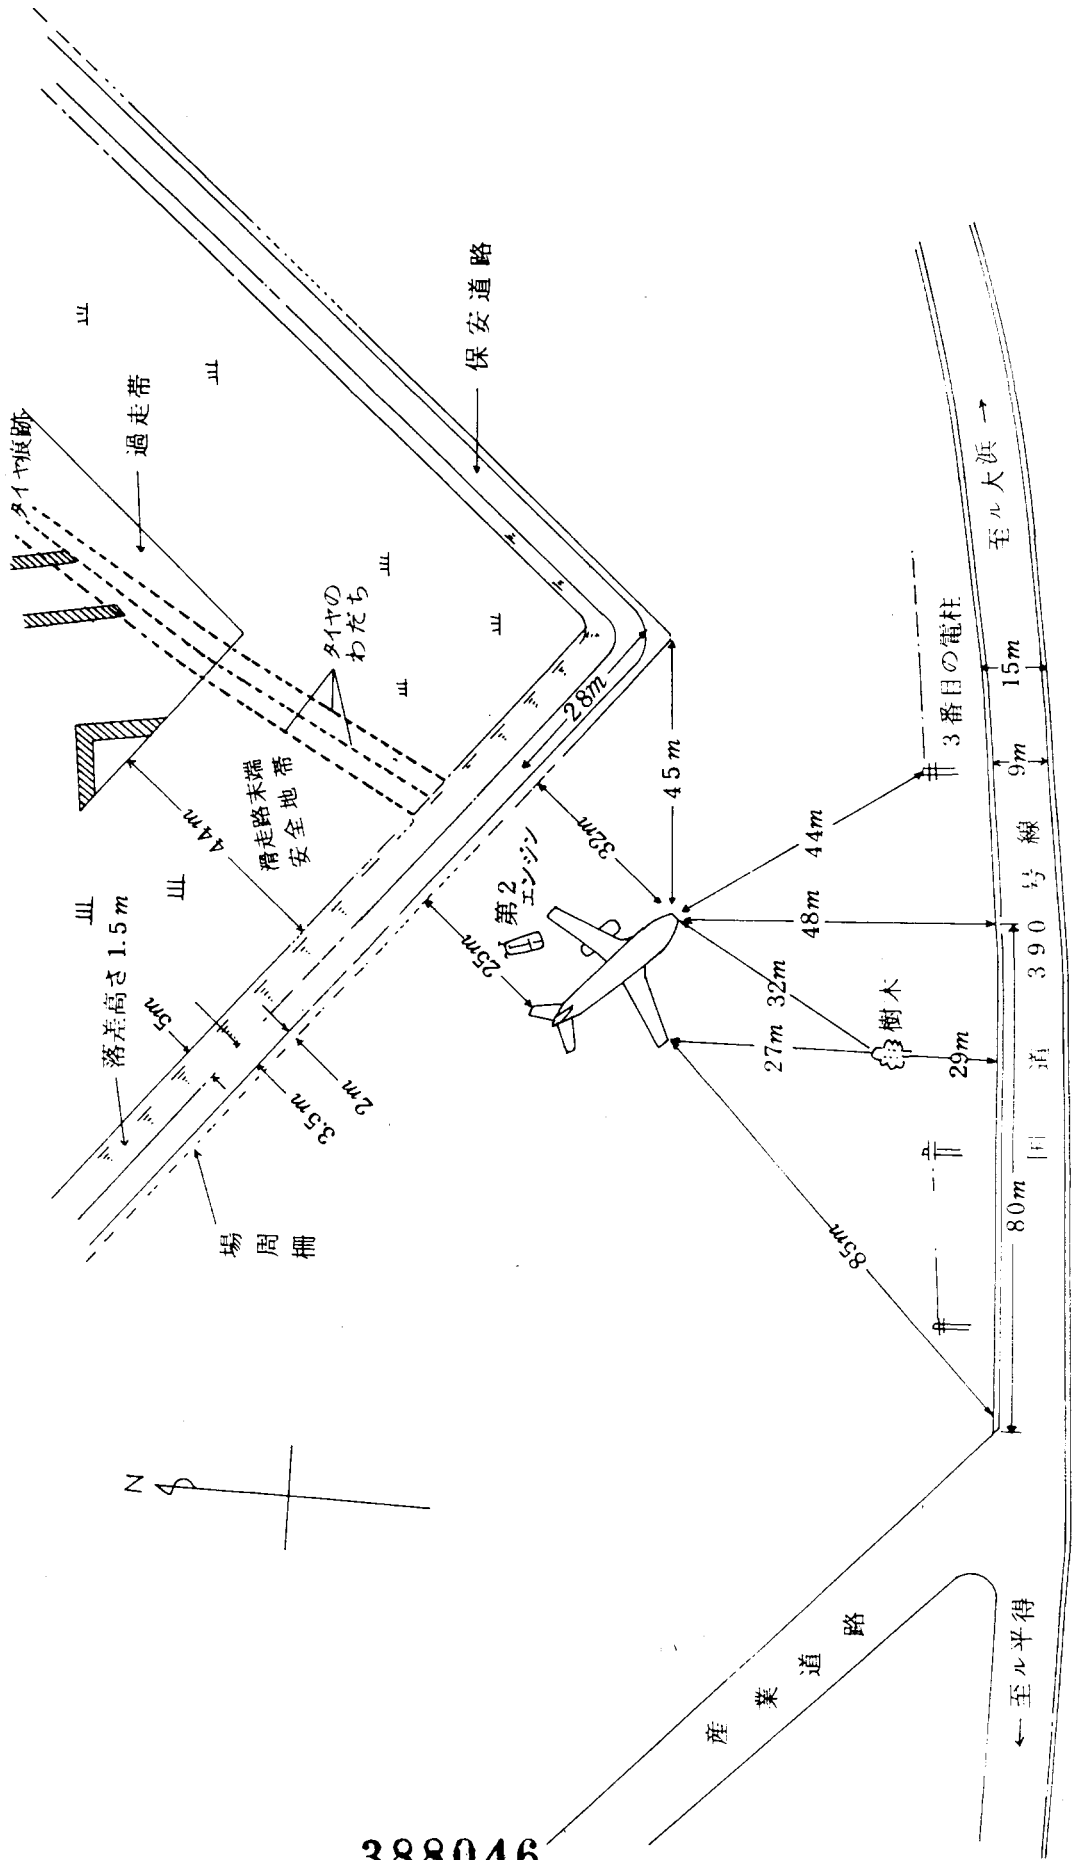 タイヤ痕跡
過走帯
保安道路
タイヤの
わだち
44m
滑走路末端
安全地帯
落差高さ1.5m
5m
2m
3.5m
場周柵
28m
32m
25m
第2
エンジン
45m
44m
48m
32m
27m
樹木
29m
85m
80m
3番目の電柱
15m
9m
至ル大浜 →
国道390号線
← 至ル平得
産業道路
N
388046